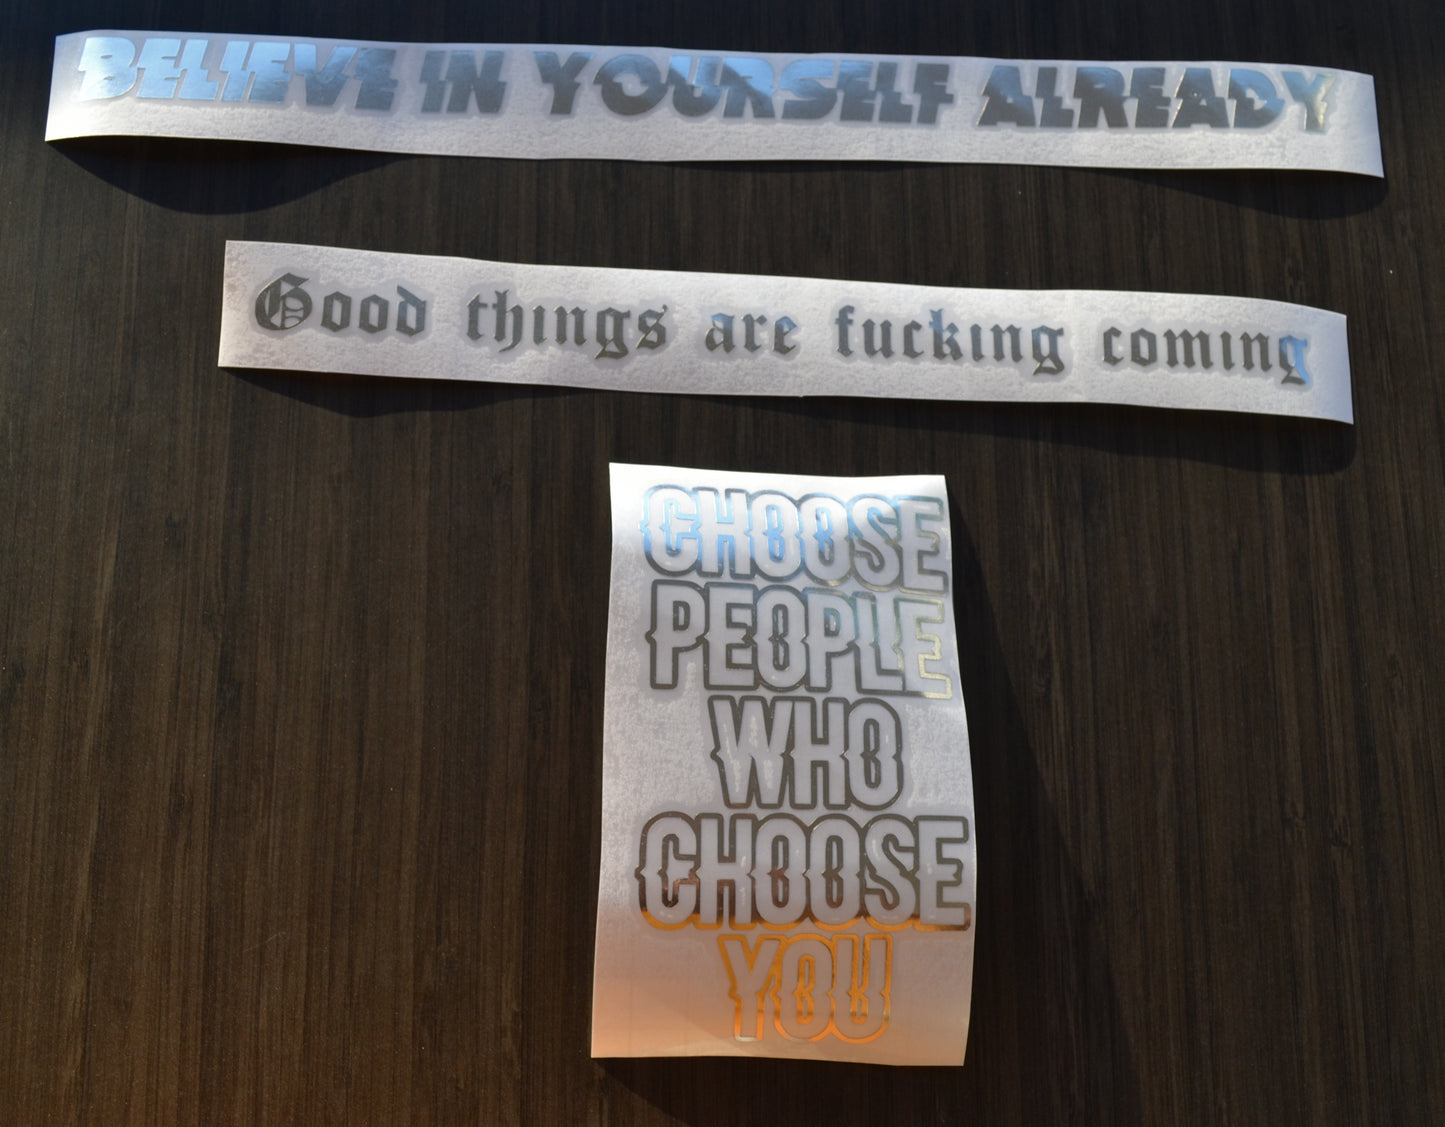 BELIEVE IN YOURSELF ALREADY
Good things are fucking coming
CHOOSE
PEOPLE
WHO
CHOOSE
YOU